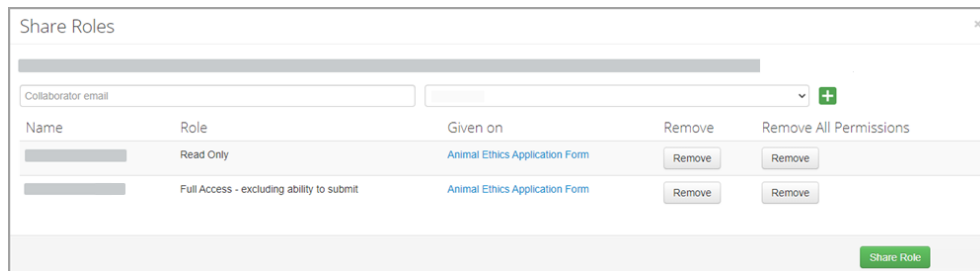 Share Roles
×
Collaborator email
Name Role Given on Remove Remove All Permissions
Read Only Animal Ethics Application Form Remove Remove
Full Access - excluding ability to submit Animal Ethics Application Form Remove Remove
Share Role